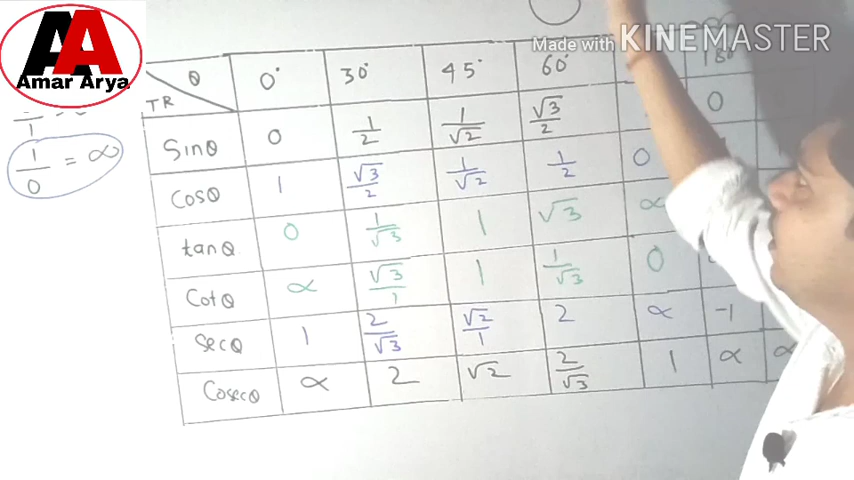 Made with KINEMASTER
AA
Amar Arya
1/0 = ∞
θ 0° 30° 45° 60°
TR
Sinθ 0 1/2 1/√2 √3/2 0
Cosθ 1 √3/2 1/√2 1/2 0
tanθ 0 1/√3 1 √3 ∝
Cotθ ∝ √3/1 1 1/√3 0
Secθ 1 2/√3 √2/1 2 ∝ -1
Cosecθ ∝ 2 √2 2/√3 1 ∝ ∝